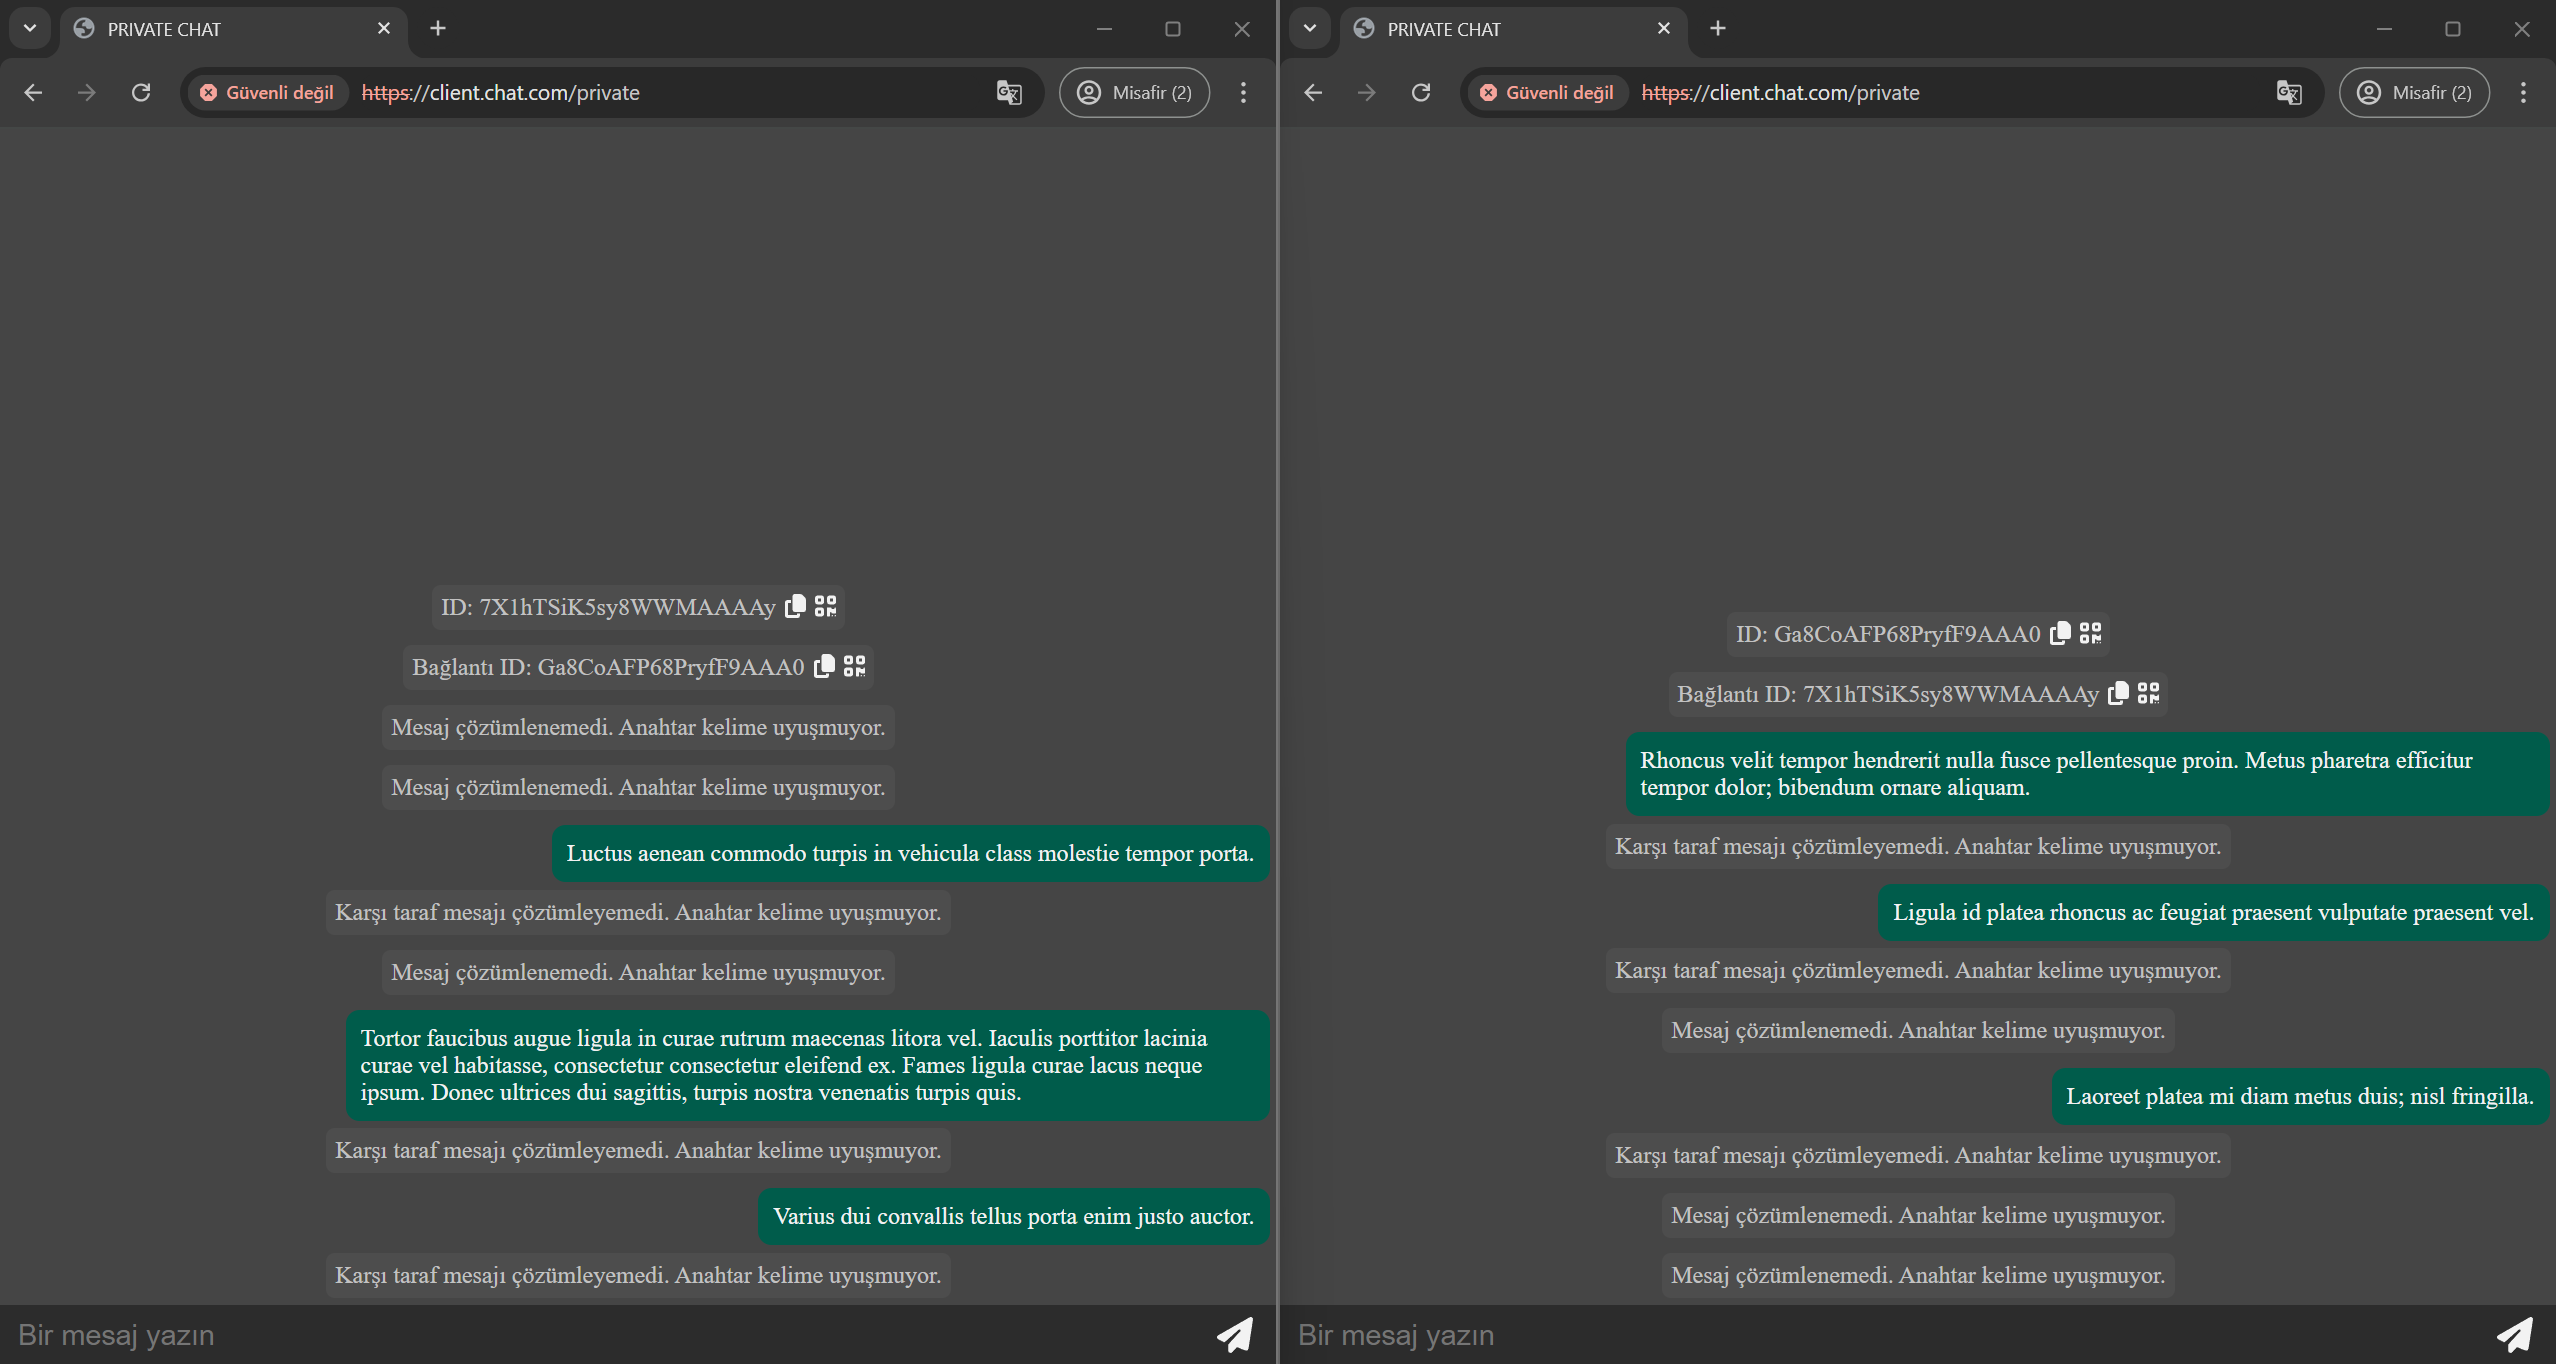 PRIVATE CHAT
Güvenli değil https://client.chat.com/private Misafir (2)
ID: 7X1hTSiK5sy8WWMAAAAy
Bağlantı ID: Ga8CoAFP68PryfF9AAA0
Mesaj çözümlenemedi. Anahtar kelime uyuşmuyor.
Mesaj çözümlenemedi. Anahtar kelime uyuşmuyor.
Luctus aenean commodo turpis in vehicula class molestie tempor porta.
Karşı taraf mesajı çözümleyemedi. Anahtar kelime uyuşmuyor.
Mesaj çözümlenemedi. Anahtar kelime uyuşmuyor.
Tortor faucibus augue ligula in curae rutrum maecenas litora vel. Iaculis porttitor lacinia
curae vel habitasse, consectetur consectetur eleifend ex. Fames ligula curae lacus neque
ipsum. Donec ultrices dui sagittis, turpis nostra venenatis turpis quis.
Karşı taraf mesajı çözümleyemedi. Anahtar kelime uyuşmuyor.
Varius dui convallis tellus porta enim justo auctor.
Karşı taraf mesajı çözümleyemedi. Anahtar kelime uyuşmuyor.
Bir mesaj yazın
PRIVATE CHAT
Güvenli değil https://client.chat.com/private Misafir (2)
ID: Ga8CoAFP68PryfF9AAA0
Bağlantı ID: 7X1hTSiK5sy8WWMAAAAy
Rhoncus velit tempor hendrerit nulla fusce pellentesque proin. Metus pharetra efficitur
tempor dolor; bibendum ornare aliquam.
Karşı taraf mesajı çözümleyemedi. Anahtar kelime uyuşmuyor.
Ligula id platea rhoncus ac feugiat praesent vulputate praesent vel.
Karşı taraf mesajı çözümleyemedi. Anahtar kelime uyuşmuyor.
Mesaj çözümlenemedi. Anahtar kelime uyuşmuyor.
Laoreet platea mi diam metus duis; nisl fringilla.
Karşı taraf mesajı çözümleyemedi. Anahtar kelime uyuşmuyor.
Mesaj çözümlenemedi. Anahtar kelime uyuşmuyor.
Mesaj çözümlenemedi. Anahtar kelime uyuşmuyor.
Bir mesaj yazın